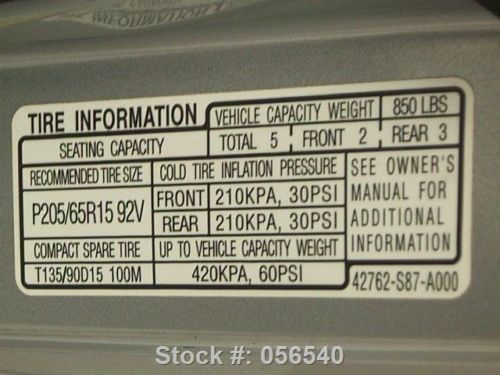 TIRE INFORMATION
VEHICLE CAPACITY WEIGHT 850 LBS
SEATING CAPACITY TOTAL 5 FRONT 2 REAR 3
RECOMMENDED TIRE SIZE COLD TIRE INFLATION PRESSURE
P205/65R15 92V
FRONT 210KPA, 30PSI
REAR 210KPA, 30PSI
SEE OWNER'S
MANUAL FOR
ADDITIONAL
INFORMATION
COMPACT SPARE TIRE UP TO VEHICLE CAPACITY WEIGHT
T135/90D15 100M 420KPA, 60PSI
42762-S87-A000
Stock #: 056540